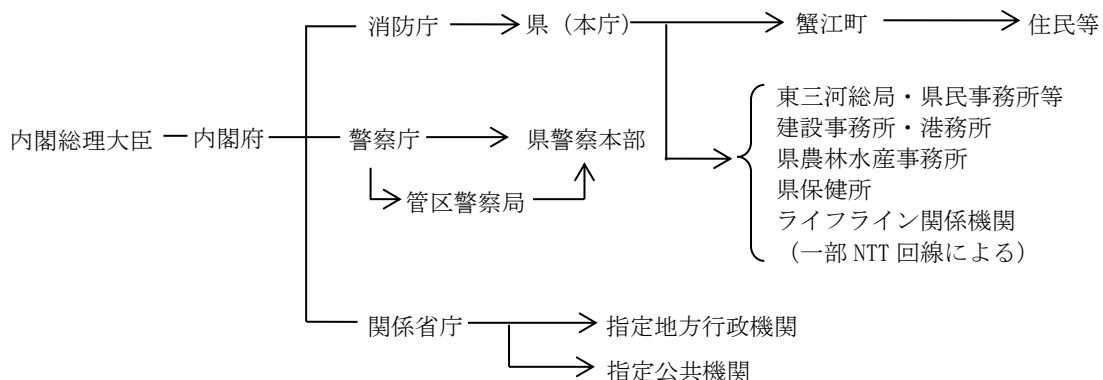 消防庁
県（本庁）
蟹江町
住民等
東三河総局・県民事務所等
建設事務所・港務所
県農林水産事務所
県保健所
ライフライン関係機関
（一部 NTT 回線による）
内閣総理大臣
内閣府
警察庁
県警察本部
管区警察局
関係省庁
指定地方行政機関
指定公共機関